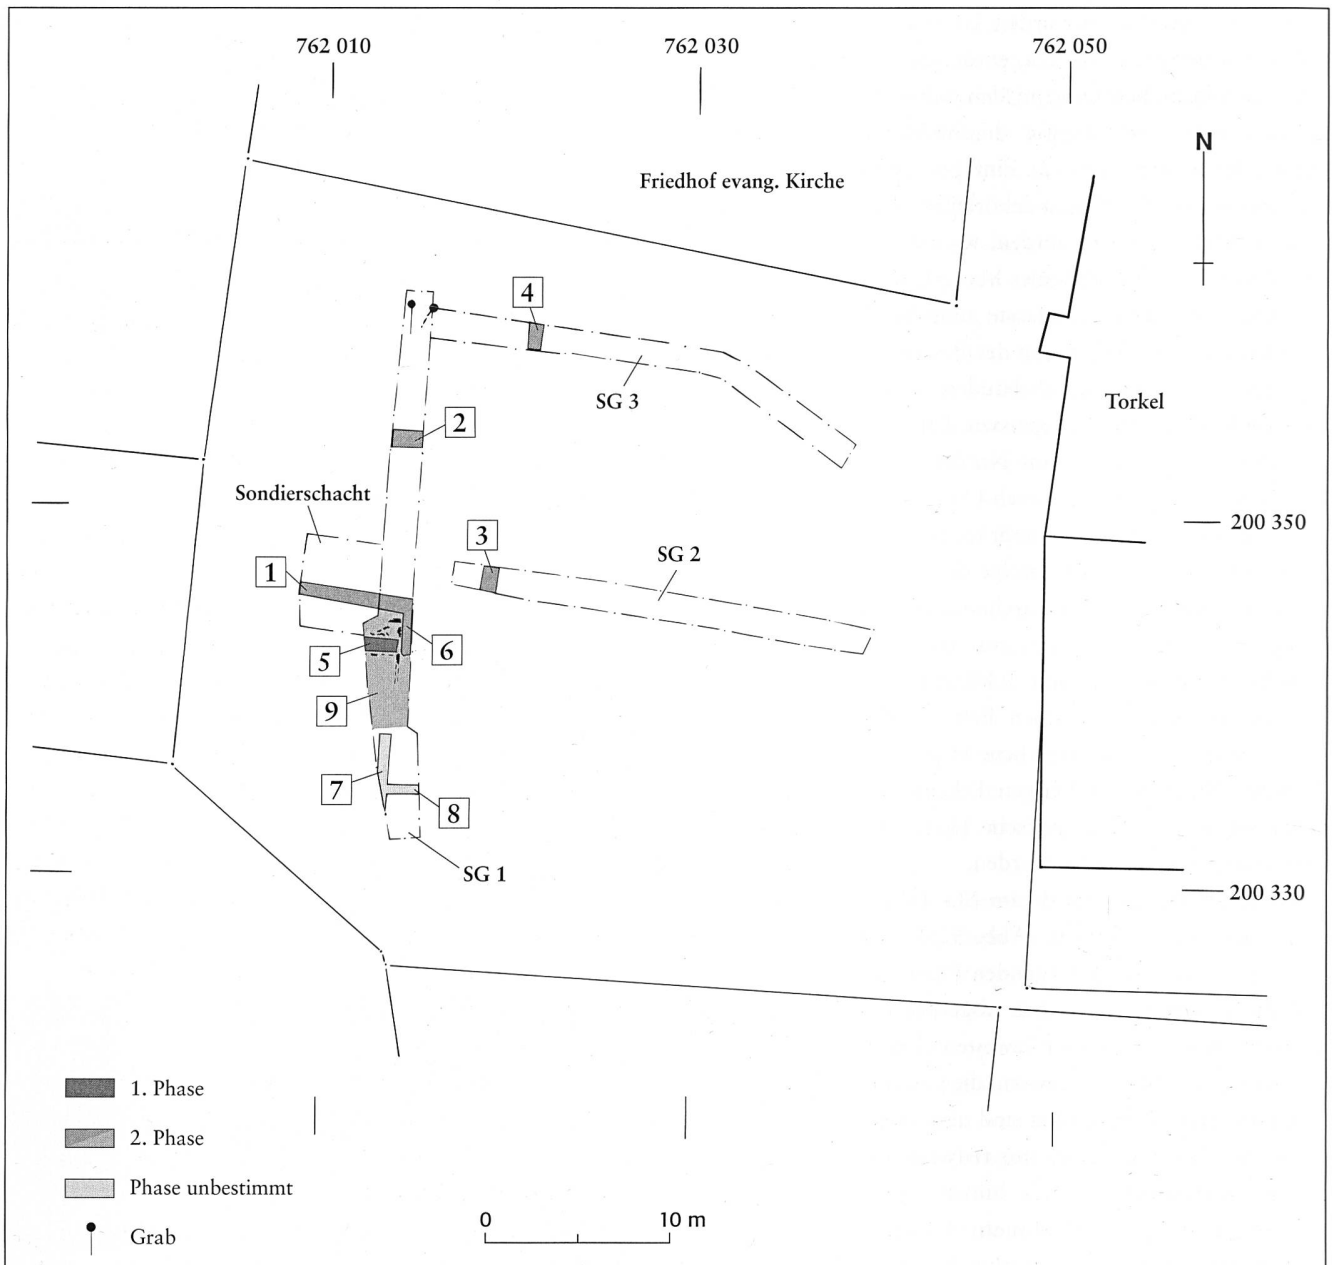 762 010
762 030
762 050
N
Friedhof evang. Kirche
4
SG 3
Torkel
2
Sondierschacht
200 350
3
SG 2
1
6
5
9
7
8
SG 1
200 330
1. Phase
2. Phase
Phase unbestimmt
Grab
0
10 m